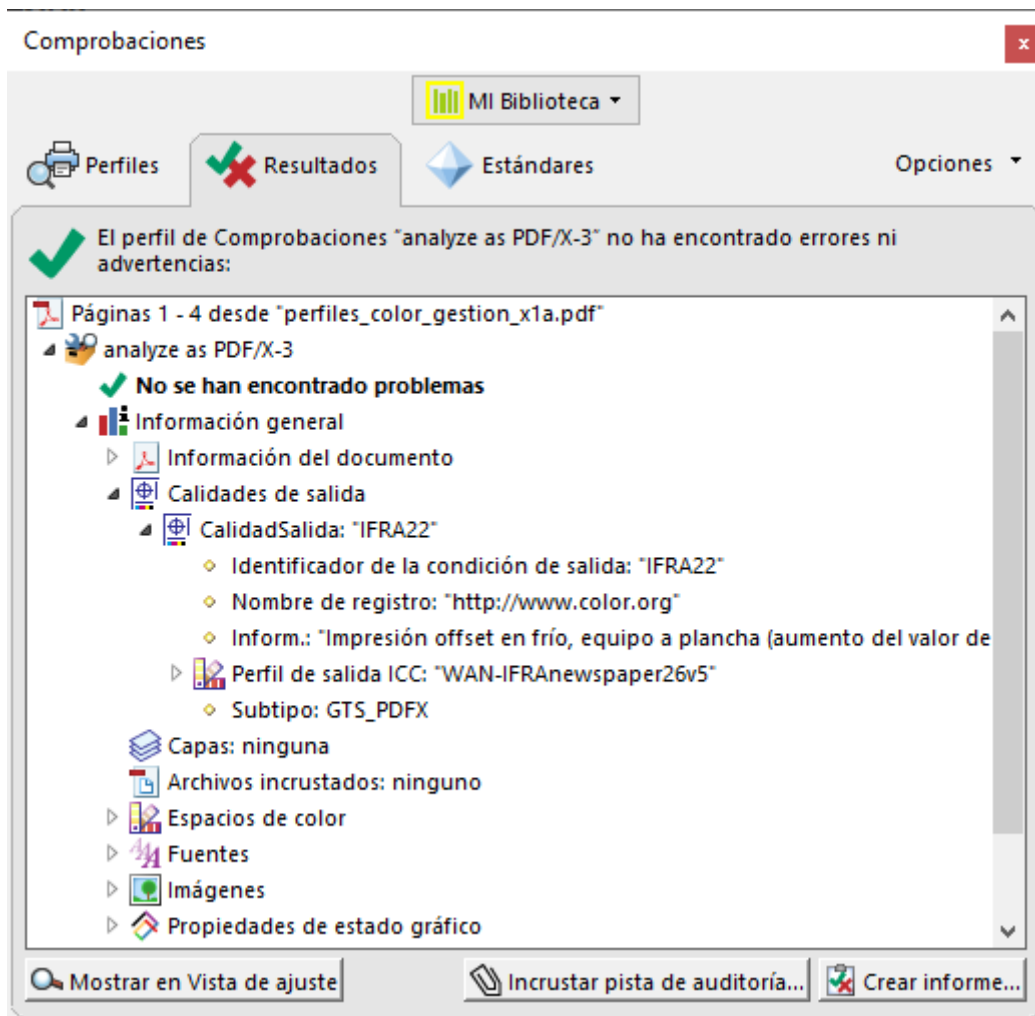 Comprobaciones
x
MI Biblioteca
Perfiles
Resultados
Estándares
Opciones
El perfil de Comprobaciones "analyze as PDF/X-3" no ha encontrado errores ni
advertencias:
Páginas 1 - 4 desde "perfiles_color_gestion_x1a.pdf"
analyze as PDF/X-3
No se han encontrado problemas
Información general
Información del documento
Calidades de salida
CalidadSalida: "IFRA22"
Identificador de la condición de salida: "IFRA22"
Nombre de registro: "http://www.color.org"
Inform.: "Impresión offset en frío, equipo a plancha (aumento del valor de
Perfil de salida ICC: "WAN-IFRAnewspaper26v5"
Subtipo: GTS_PDFX
Capas: ninguna
Archivos incrustados: ninguno
Espacios de color
Fuentes
Imágenes
Propiedades de estado gráfico
Mostrar en Vista de ajuste
Incrustar pista de auditoría...
Crear informe...